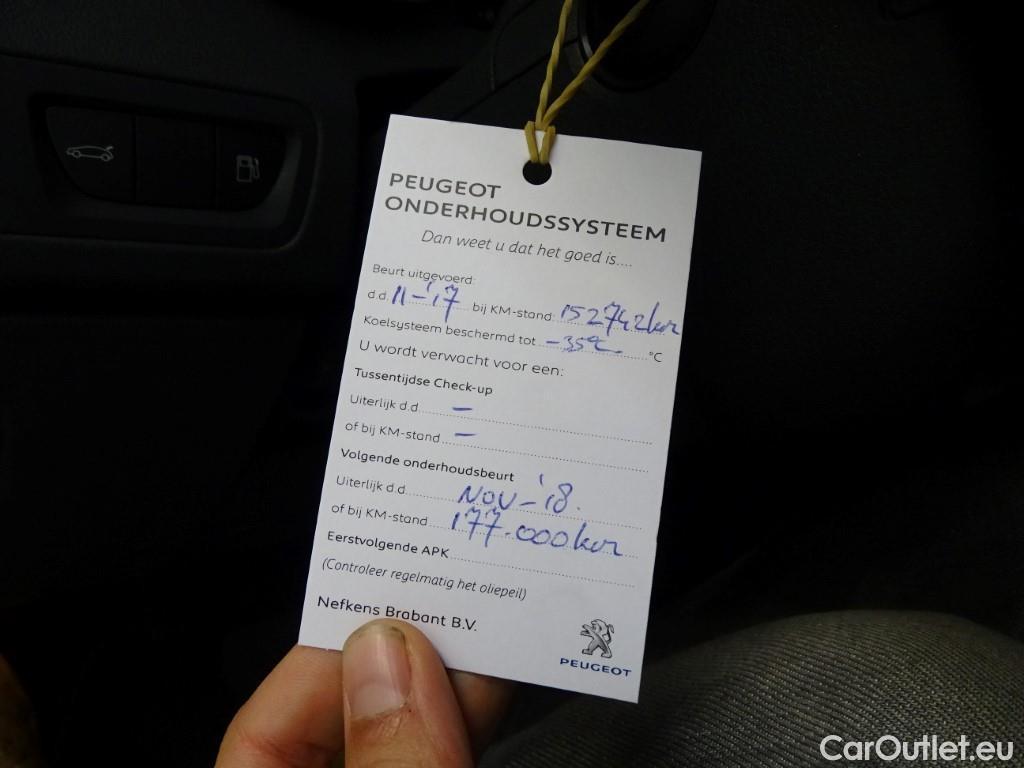 PEUGEOT
ONDERHOUDSSYSTEEM
Dan weet u dat het goed is....
Beurt uitgevoerd:
d.d. 11-'17 bij KM-stand: 152742km
Koelsysteem beschermd tot -35°C °C
U wordt verwacht voor een:
Tussentijdse Check-up
Uiterlijk d.d. -
of bij KM-stand -
Volgende onderhoudsbeurt
Uiterlijk d.d. NOV-'18.
of bij KM-stand 177.000km
Eerstvolgende APK
(Controleer regelmatig het oliepeil)
Nefkens Brabant B.V.
PEUGEOT
CarOutlet.eu